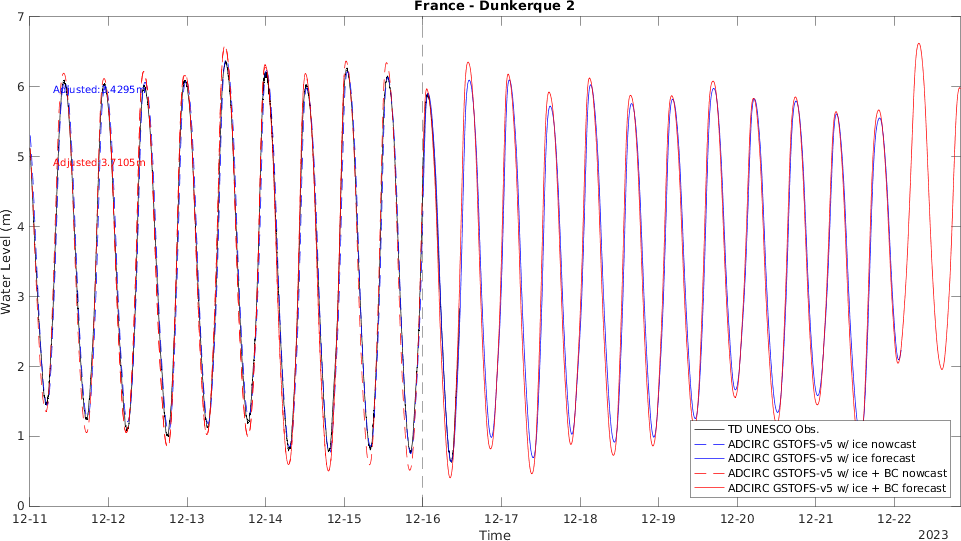 France - Dunkerque 2
7
6
5
4
3
2
1
0
Water Level (m)
Adjusted:3.4295m
Adjusted:3.7105m
TD UNESCO Obs.
ADCIRC GSTOFS-v5 w/ ice nowcast
ADCIRC GSTOFS-v5 w/ ice forecast
ADCIRC GSTOFS-v5 w/ ice + BC nowcast
ADCIRC GSTOFS-v5 w/ ice + BC forecast
12-11 12-12 12-13 12-14 12-15 12-16 12-17 12-18 12-19 12-20 12-21 12-22
Time
2023